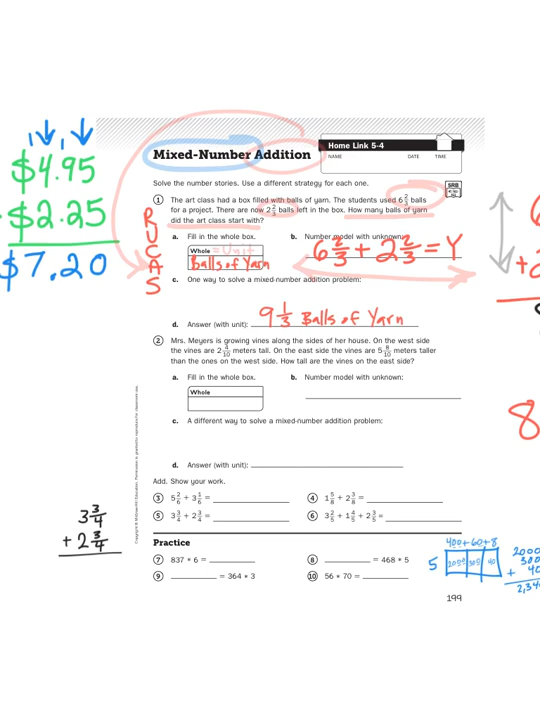 Mixed-Number Addition
Home Link 5-4
NAME DATE TIME
$4.95
$2.25
$7.20
Solve the number stories. Use a different strategy for each one.
SRB
① The art class had a box filled with balls of yarn. The students used 6 2/3 balls
for a project. There are now 2 2/3 balls left in the box. How many balls of yarn
did the art class start with?
RUCAS
a. Fill in the whole box.
b. Number model with unknown:
Whole = Unit
Balls of Yarn
6 2/3 + 2 2/3 = Y
c. One way to solve a mixed-number addition problem:
d. Answer (with unit): 9 1/3 Balls of Yarn
② Mrs. Meyers is growing vines along the sides of her house. On the west side
the vines are 2 4/10 meters tall. On the east side the vines are 5 8/10 meters taller
than the ones on the west side. How tall are the vines on the east side?
a. Fill in the whole box.
b. Number model with unknown:
Whole
c. A different way to solve a mixed-number addition problem:
d. Answer (with unit):
Add. Show your work.
③ 5 2/6 + 3 1/6 =
④ 1 5/8 + 2 3/8 =
⑤ 3 3/4 + 2 3/4 =
⑥ 3 2/5 + 1 4/5 + 2 3/5 =
3 3/4
+ 2 3/4
Practice
⑦ 837 * 6 =
⑧ = 468 * 5
⑨ = 364 * 3
⑩ 56 * 70 =
400 + 60 + 8
5
40
2000
+
199
8